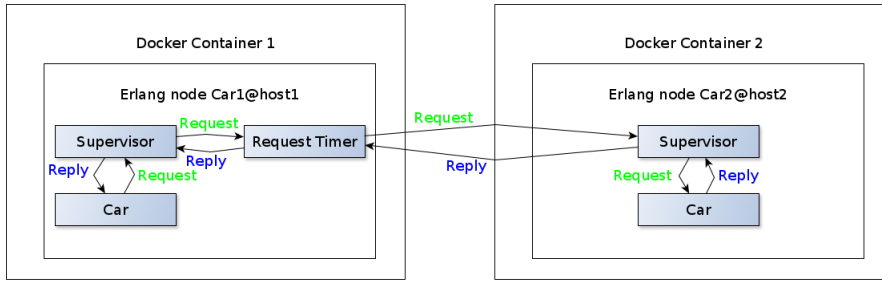 Docker Container 1
Docker Container 2
Erlang node Car1@host1
Erlang node Car2@host2
Request
Request
Supervisor
Request Timer
Supervisor
Reply
Reply
Reply
Request
Request
Reply
Car
Car